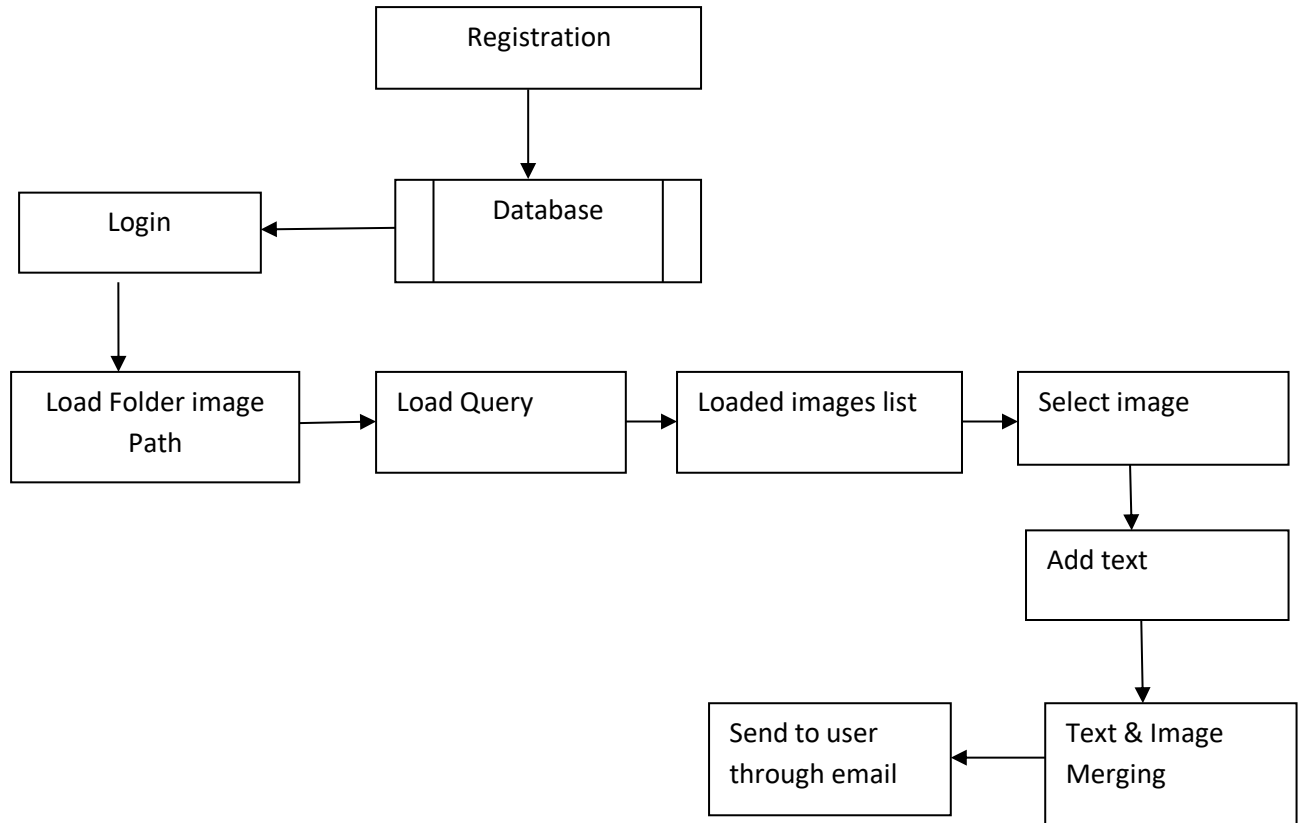 Registration
Database
Login
Load Folder image
Path
Load Query
Loaded images list
Select image
Add text
Text & Image
Merging
Send to user
through email